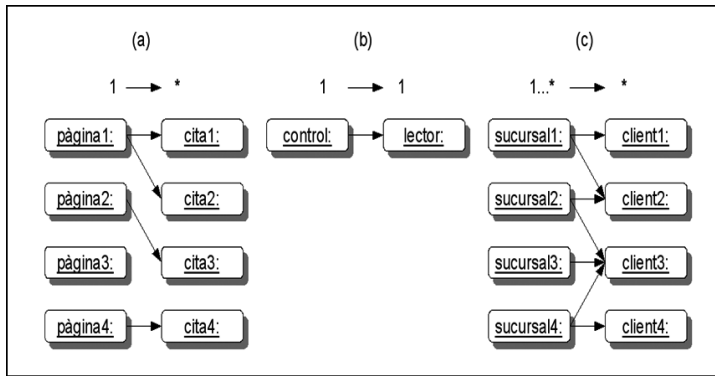 (a) (b) (c)
1 * 1 1 1...* *
pàgina1: cita1: control: lector: sucursal1: client1:
pàgina2: cita2: sucursal2: client2:
pàgina3: cita3: sucursal3: client3:
pàgina4: cita4: sucursal4: client4: